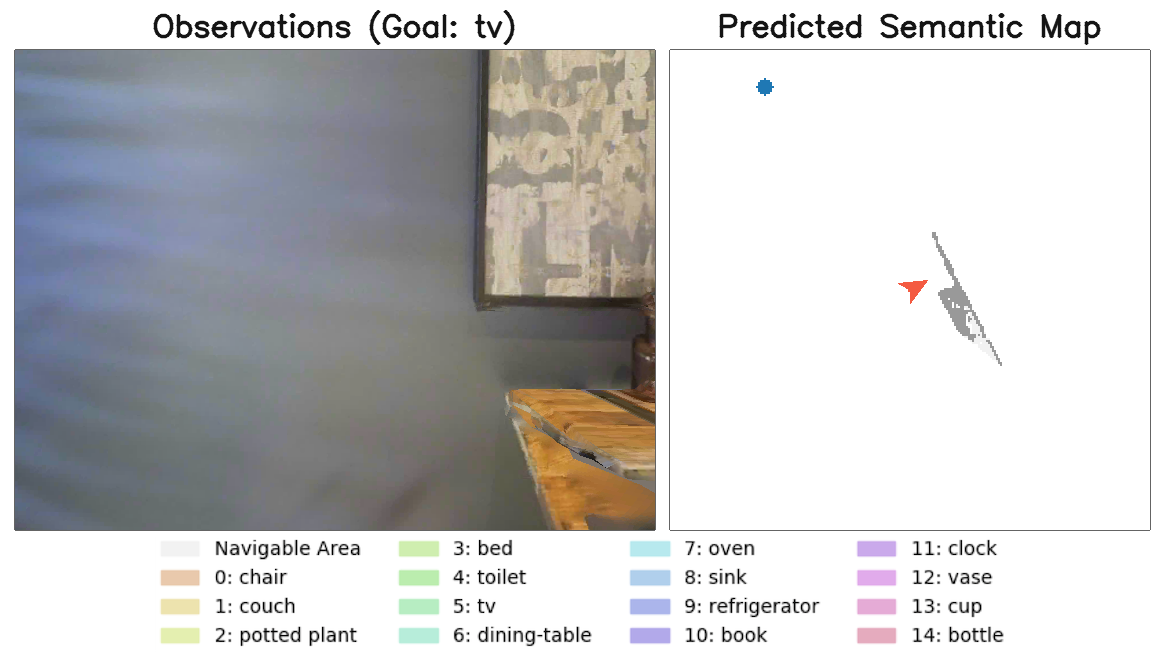 Observations (Goal: tv)
Predicted Semantic Map
Navigable Area
0: chair
1: couch
2: potted plant
3: bed
4: toilet
5: tv
6: dining-table
7: oven
8: sink
9: refrigerator
10: book
11: clock
12: vase
13: cup
14: bottle